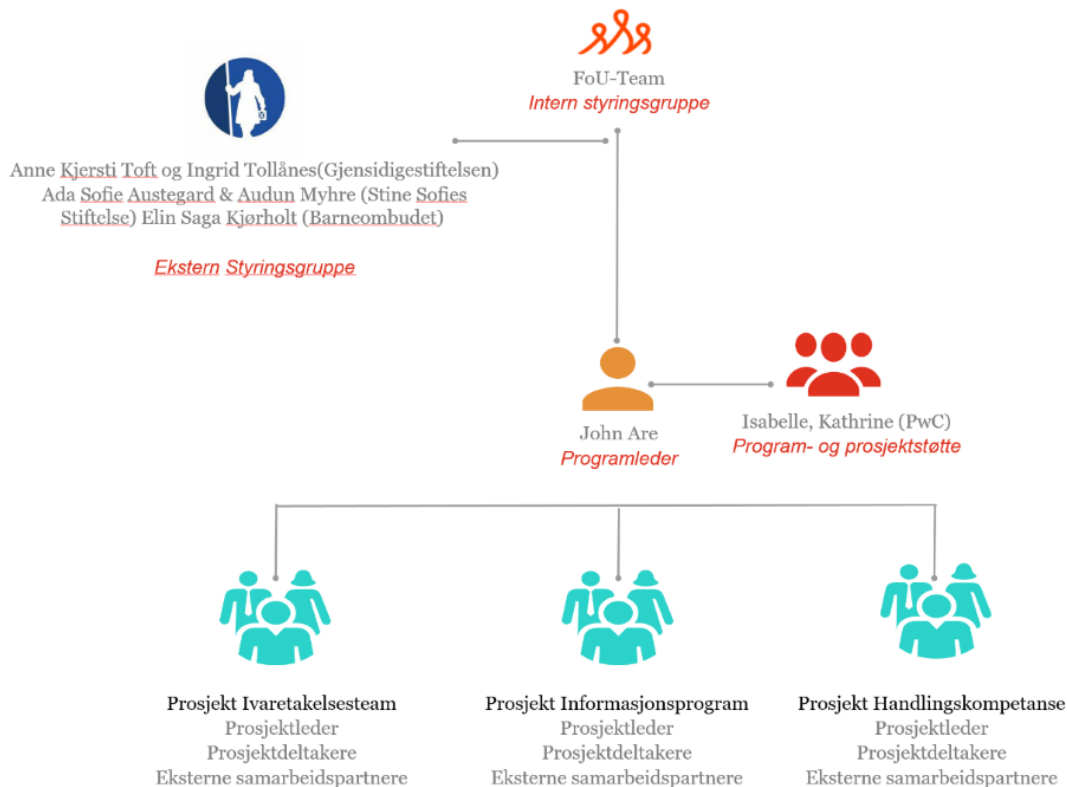 FoU-Team
Intern styringsgruppe
Anne Kjersti Toft og Ingrid Tollånes(Gjensidigestiftelsen)
Ada Sofie Austegard & Audun Myhre (Stine Sofies
Stiftelse) Elin Saga Kjørholt (Barneombudet)
Ekstern Styringsgruppe
John Are
Programleder
Isabelle, Kathrine (PwC)
Program- og prosjektstøtte
Prosjekt Ivaretakelsesteam
Prosjektleder
Prosjektdeltakere
Eksterne samarbeidspartnere
Prosjekt Informasjonsprogram
Prosjektleder
Prosjektdeltakere
Eksterne samarbeidspartnere
Prosjekt Handlingskompetanse
Prosjektleder
Prosjektdeltakere
Eksterne samarbeidspartnere